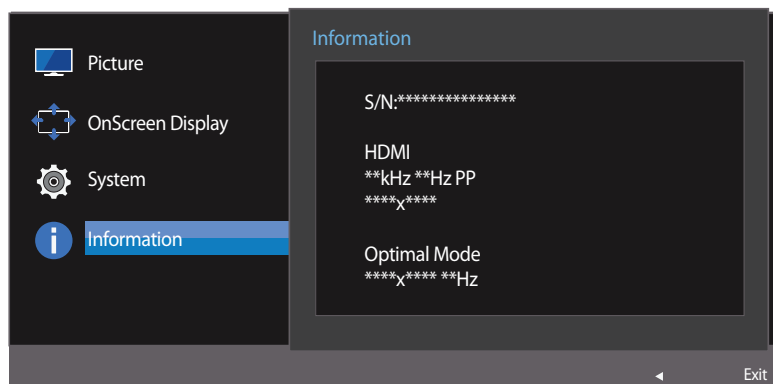 Picture
OnScreen Display
System
Information
Information
S/N:***************
HDMI
**kHz **Hz PP
****x****
Optimal Mode
****x**** **Hz
Exit